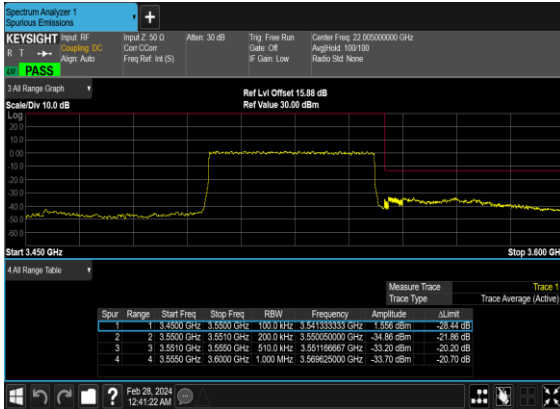 Spectrum Analyzer 1
Spurious Emissions
+
KEYSIGHT Input: RF Input Z: 50 Ω Atten: 30 dB Trig: Free Run Center Freq: 22.005000000 GHz
R T Coupling: DC Corr CCorr Gate: Off Avg|Hold: 100/100
Align: Auto Freq Ref: Int (S) IF Gain: Low Radio Std: None
PASS
3 All Range Graph
Ref Lvl Offset 15.88 dB
Scale/Div 10.0 dB Ref Value 30.00 dBm
Log
20.0
10.0
0.00
-10.0
-20.0
-30.0
-40.0
-50.0
-60.0
Start 3.450 GHz Stop 3.600 GH
4 All Range Table
Measure Trace Trace 1
Trace Type Trace Average (Active)
Spur Range Start Freq Stop Freq RBW Frequency Amplitude ΔLimit
1 1 3.4500 GHz 3.5500 GHz 100.0 kHz 3.541333333 GHz 1.556 dBm -28.44 dB
2 2 3.5500 GHz 3.5510 GHz 200.0 kHz 3.550050000 GHz -34.86 dBm -21.86 dB
3 3 3.5510 GHz 3.5550 GHz 510.0 kHz 3.551166667 GHz -33.20 dBm -20.20 dB
4 4 3.5550 GHz 3.6000 GHz 1.000 MHz 3.569625000 GHz -33.70 dBm -20.70 dB
?
Feb 28, 2024
12:41:22 AM